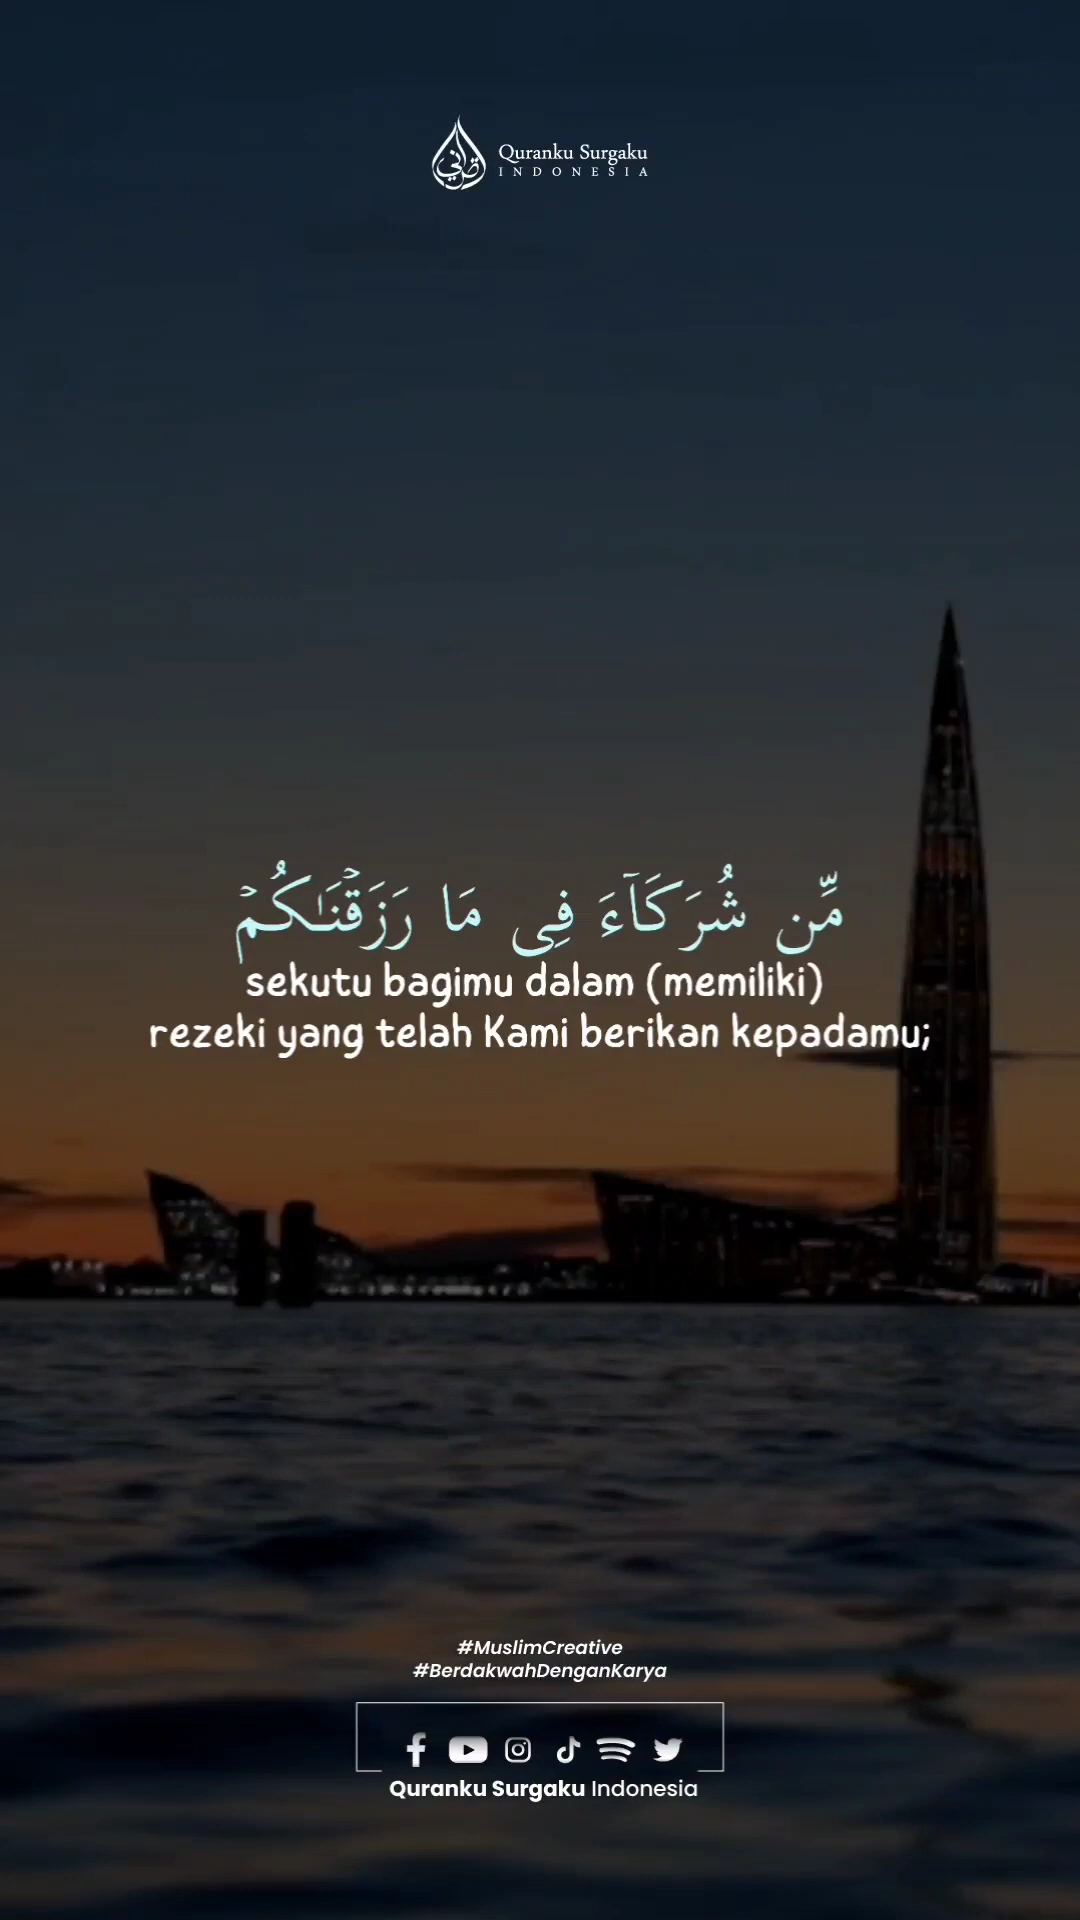 Quranku Surgaku
INDONESIA
مِّن شُرَكَآءَ فِى مَا رَزَقْنَـٰكُمْ
sekutu bagimu dalam (memiliki)
rezeki yang telah Kami berikan kepadamu;
#MuslimCreative
#BerdakwahDenganKarya
Quranku Surgaku Indonesia